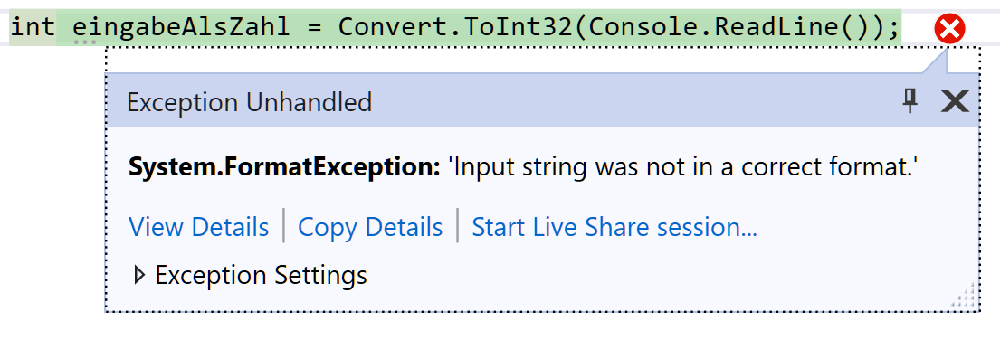 int eingabeAlsZahl = Convert.ToInt32(Console.ReadLine());
Exception Unhandled
System.FormatException: 'Input string was not in a correct format.'
View Details | Copy Details | Start Live Share session...
Exception Settings